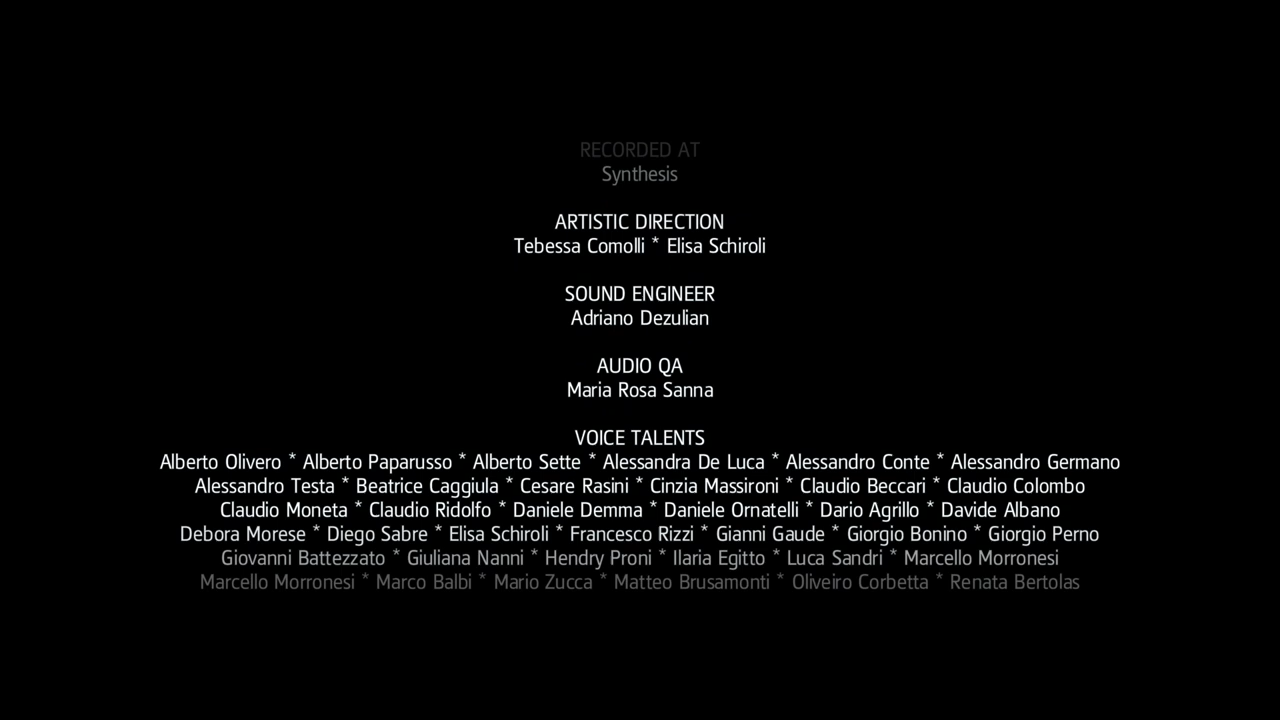 RECORDED AT
Synthesis
ARTISTIC DIRECTION
Tebessa Comolli * Elisa Schiroli
SOUND ENGINEER
Adriano Dezulian
AUDIO QA
Maria Rosa Sanna
VOICE TALENTS
Alberto Olivero * Alberto Paparusso * Alberto Sette * Alessandra De Luca * Alessandro Conte * Alessandro Germano
Alessandro Testa * Beatrice Caggiula * Cesare Rasini * Cinzia Massironi * Claudio Beccari * Claudio Colombo
Claudio Moneta * Claudio Ridolfo * Daniele Demma * Daniele Ornatelli * Dario Agrillo * Davide Albano
Debora Morese * Diego Sabre * Elisa Schiroli * Francesco Rizzi * Gianni Gaude * Giorgio Bonino * Giorgio Perno
Giovanni Battezzato * Giuliana Nanni * Hendry Proni * Ilaria Egitto * Luca Sandri * Marcello Morronesi
Marcello Morronesi * Marco Balbi * Mario Zucca * Matteo Brusamonti * Oliveiro Corbetta * Renata Bertolas